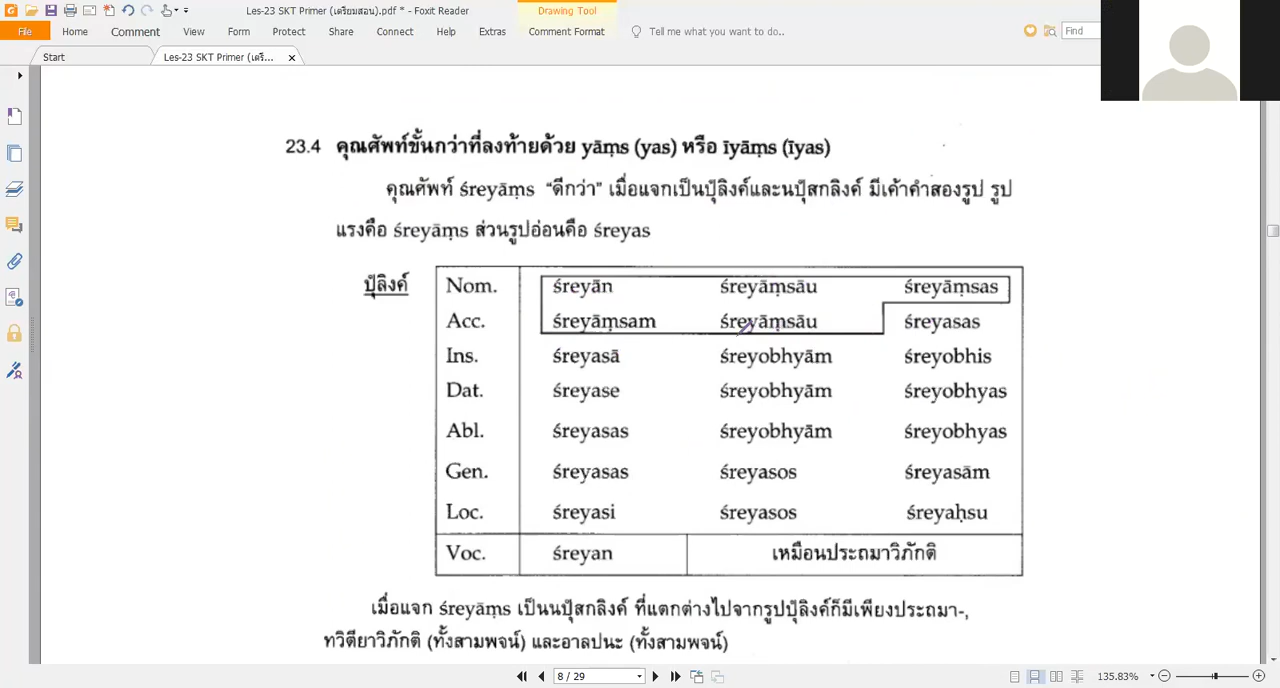 Les-23 SKT Primer (เตรียมสอน).pdf * - Foxit Reader
Drawing Tool
File Home Comment View Form Protect Share Connect Help Extras Comment Format Tell me what you want to do.. Find
Start Les-23 SKT Primer (เตรี...
23.4 คุณศัพท์ขั้นกว่าที่ลงท้ายด้วย yāṃs (yas) หรือ īyāṃs (īyas)
คุณศัพท์ śreyāṃs “ดีกว่า” เมื่อแจกเป็นปุํลิงค์และนปุํสกลิงค์ มีเค้าคำสองรูป รูป
แรงคือ śreyāṃs ส่วนรูปอ่อนคือ śreyas
ปุํลิงค์ Nom. śreyān śreyāṃsāu śreyāṃsas
Acc. śreyāṃsam śreyāṃsāu śreyasas
Ins. śreyasā śreyobhyām śreyobhis
Dat. śreyase śreyobhyām śreyobhyas
Abl. śreyasas śreyobhyām śreyobhyas
Gen. śreyasas śreyasos śreyasām
Loc. śreyasi śreyasos śreyaḥsu
Voc. śreyan เหมือนประถมาวิภักติ
เมื่อแจก śreyāṃs เป็นนปุํสกลิงค์ ที่แตกต่างไปจากรูปปุํลิงค์ก็มีเพียงประถมา-,
ทวิตียาวิภักติ (ทั้งสามพจน์) และอาลปนะ (ทั้งสามพจน์)
8 / 29 135.83%